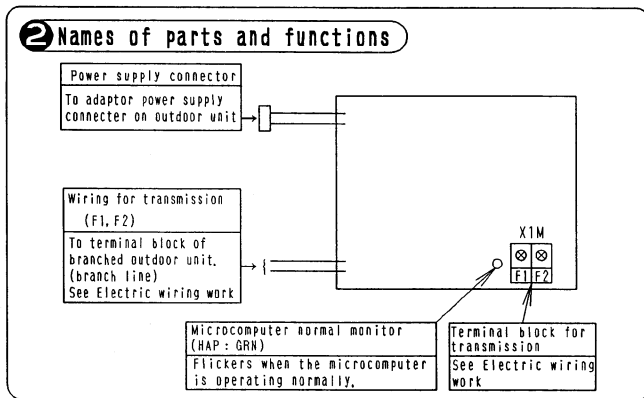 2 Names of parts and functions
Power supply connector
To adaptor power supply
connecter on outdoor unit
Wiring for transmission
(F1, F2)
To terminal block of
branched outdoor unit.
(branch line)
See Electric wiring work
X1M
F1 F2
Microcomputer normal monitor
(HAP : GRN)
Flickers when the microcomputer
is operating normally.
Terminal block for
transmission
See Electric wiring
work